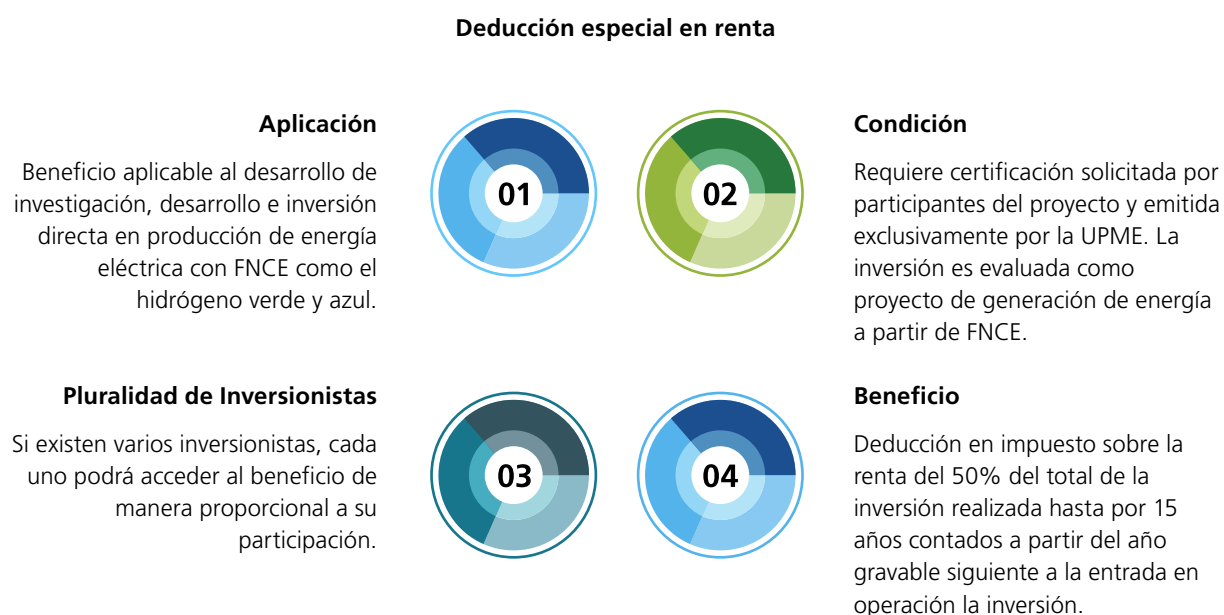 Deducción especial en renta
Aplicación
Beneficio aplicable al desarrollo de
investigación, desarrollo e inversión
directa en producción de energía
eléctrica con FNCE como el
hidrógeno verde y azul.
01
02
Condición
Requiere certificación solicitada por
participantes del proyecto y emitida
exclusivamente por la UPME. La
inversión es evaluada como
proyecto de generación de energía
a partir de FNCE.
Pluralidad de Inversionistas
Si existen varios inversionistas, cada
uno podrá acceder al beneficio de
manera proporcional a su
participación.
03
04
Beneficio
Deducción en impuesto sobre la
renta del 50% del total de la
inversión realizada hasta por 15
años contados a partir del año
gravable siguiente a la entrada en
operación la inversión.